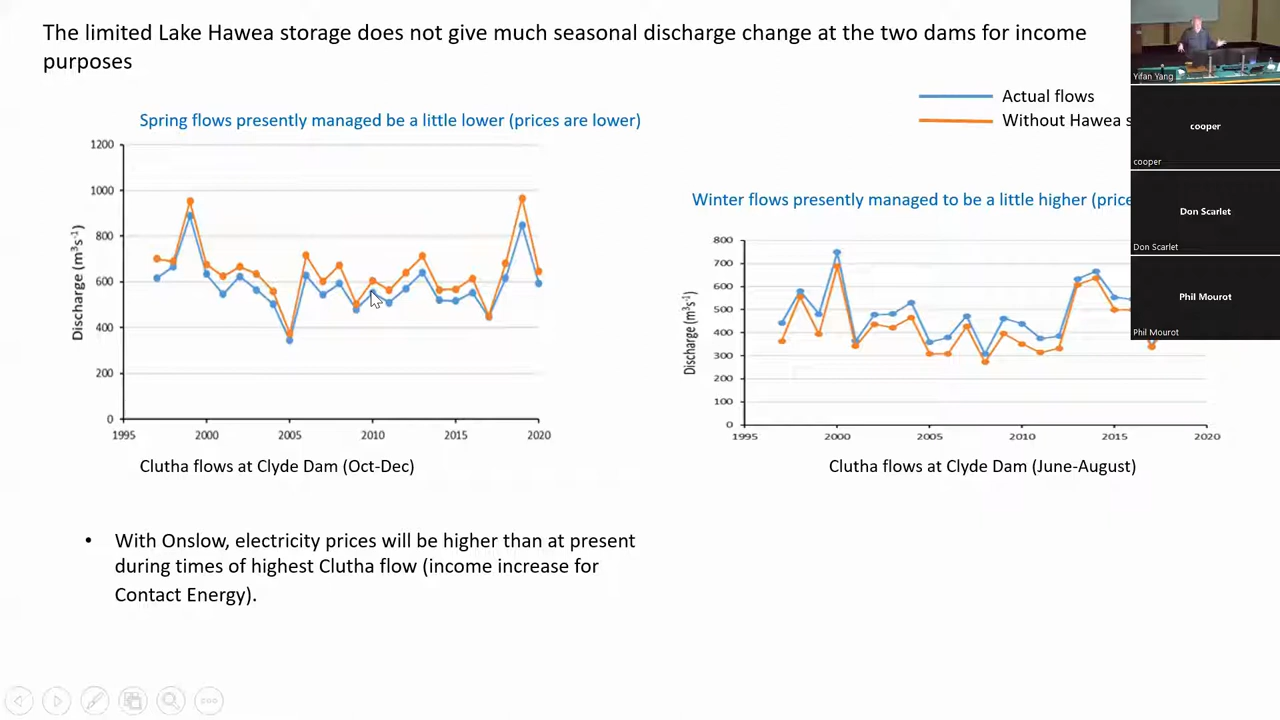 The limited Lake Hawea storage does not give much seasonal discharge change at the two dams for income
purposes
Yifan Yang
Actual flows
Without Hawea s
cooper
cooper
Spring flows presently managed be a little lower (prices are lower)
1200
1000
800
600
400
200
0
Discharge (m³s⁻¹)
1995
2000
2005
2010
2015
2020
Clutha flows at Clyde Dam (Oct-Dec)
Winter flows presently managed to be a little higher (price
Don Scarlet
Don Scarlet
Phil Mourot
Phil Mourot
800
700
600
500
400
300
200
100
0
Discharge (m³s⁻¹)
1995
2000
2005
2010
2015
2020
Clutha flows at Clyde Dam (June-August)
• With Onslow, electricity prices will be higher than at present
during times of highest Clutha flow (income increase for
Contact Energy).